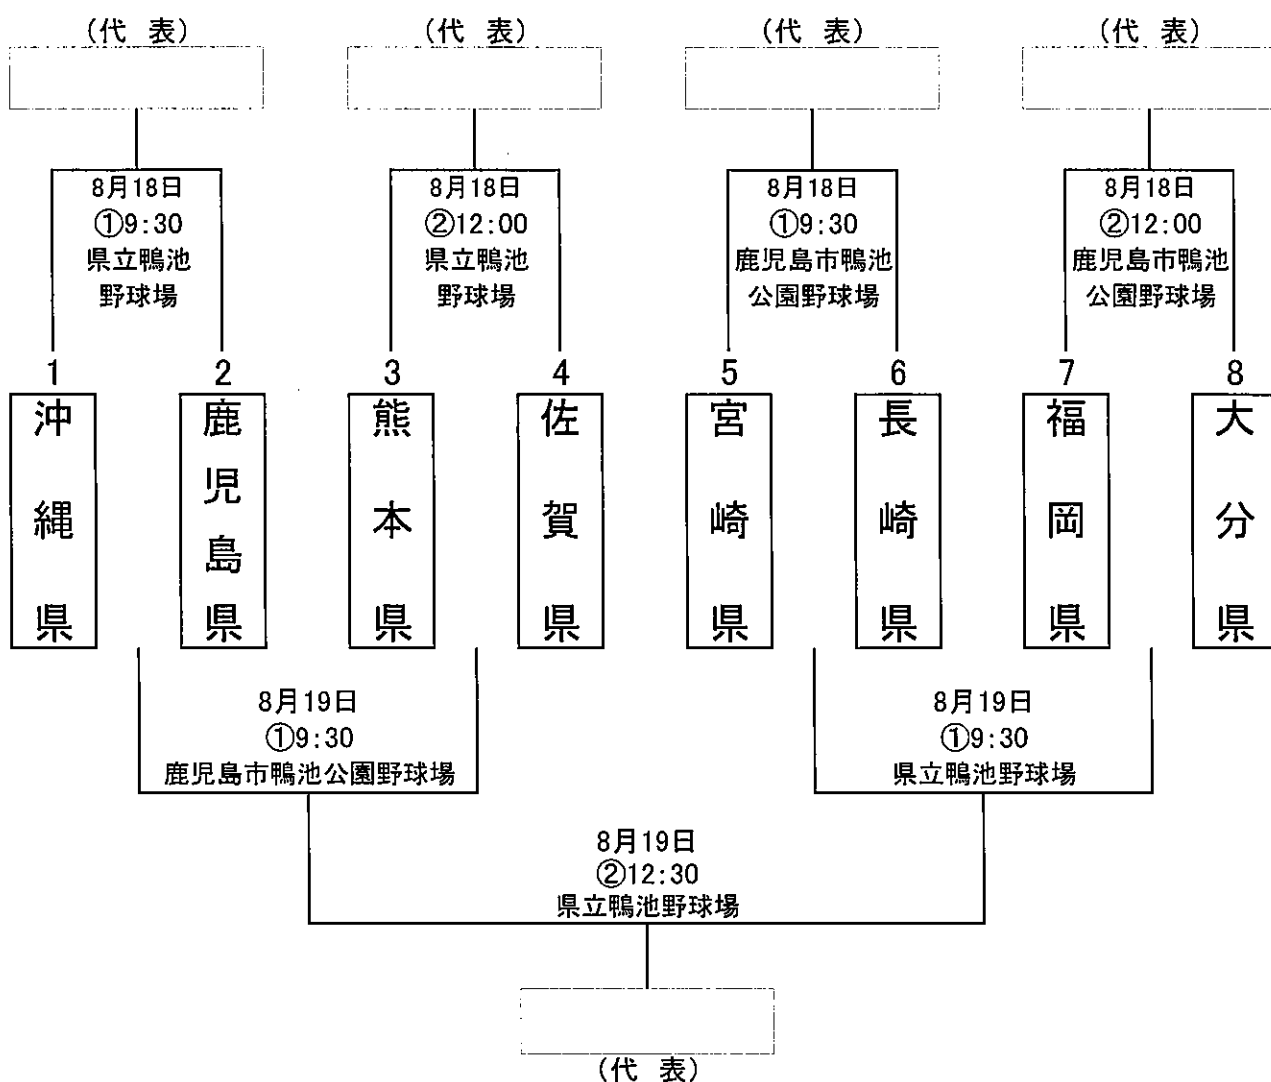 (代 表)
(代 表)
(代 表)
(代 表)
8月18日
①9:30
県立鴨池
野球場
8月18日
②12:00
県立鴨池
野球場
8月18日
①9:30
鹿児島市鴨池
公園野球場
8月18日
②12:00
鹿児島市鴨池
公園野球場
1
2
3
4
5
6
7
8
沖縄県
鹿児島県
熊本県
佐賀県
宮崎県
長崎県
福岡県
大分県
8月19日
①9:30
鹿児島市鴨池公園野球場
8月19日
①9:30
県立鴨池野球場
8月19日
②12:30
県立鴨池野球場
(代 表)